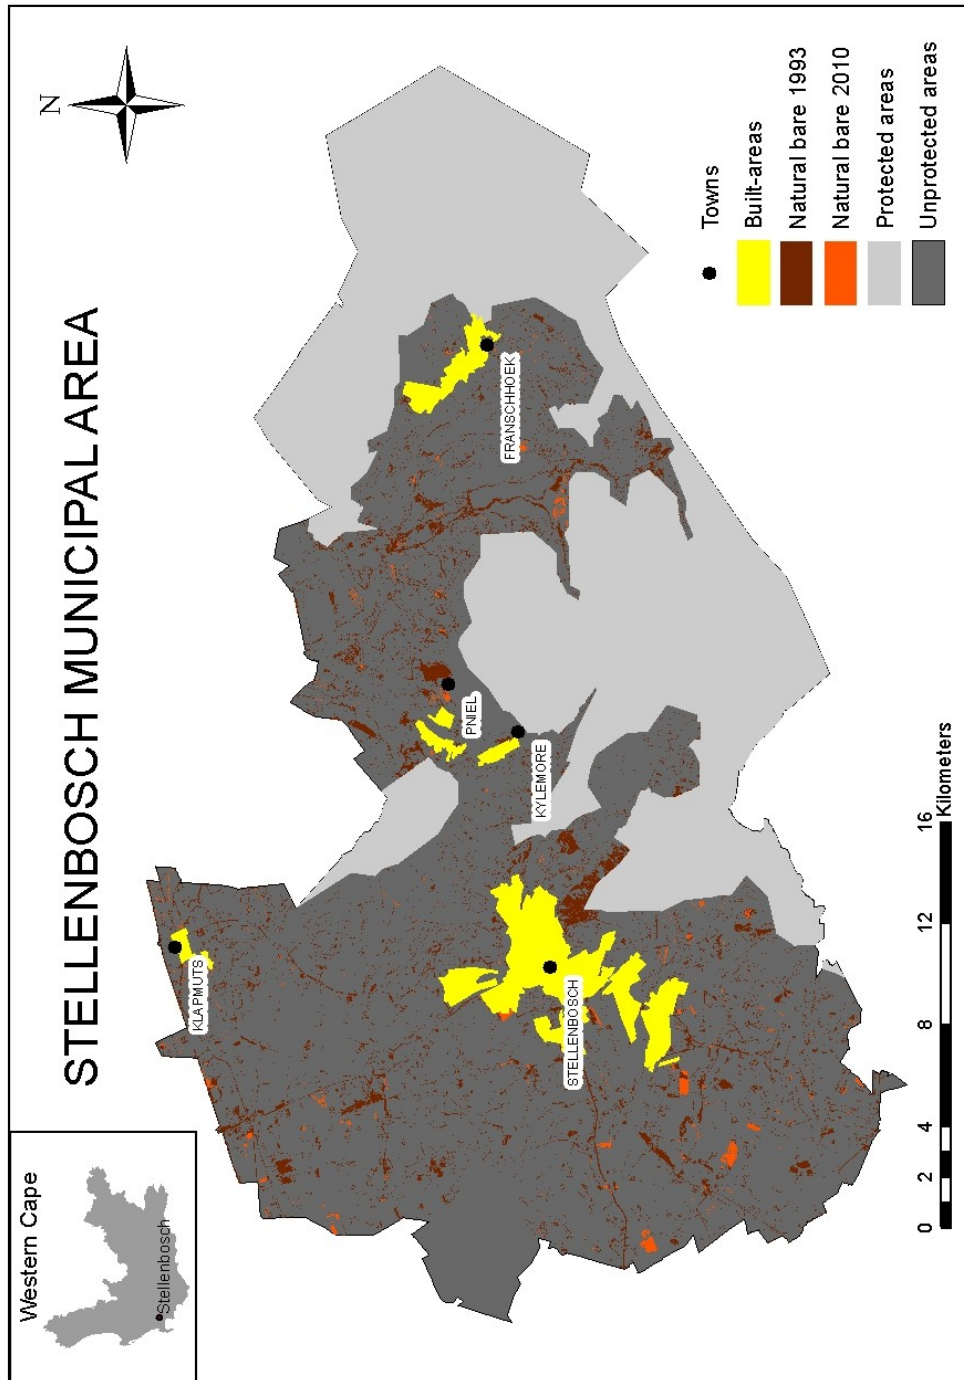 STELLENBOSCH MUNICIPAL AREA
Western Cape
Stellenbosch
N
KLAPMUTS
STELLENBOSCH
KYLEMORE
PNIEL
FRANSCHHOEK
0 2 4 8 12 16
Kilometers
Towns
Built-areas
Natural bare 1993
Natural bare 2010
Protected areas
Unprotected areas